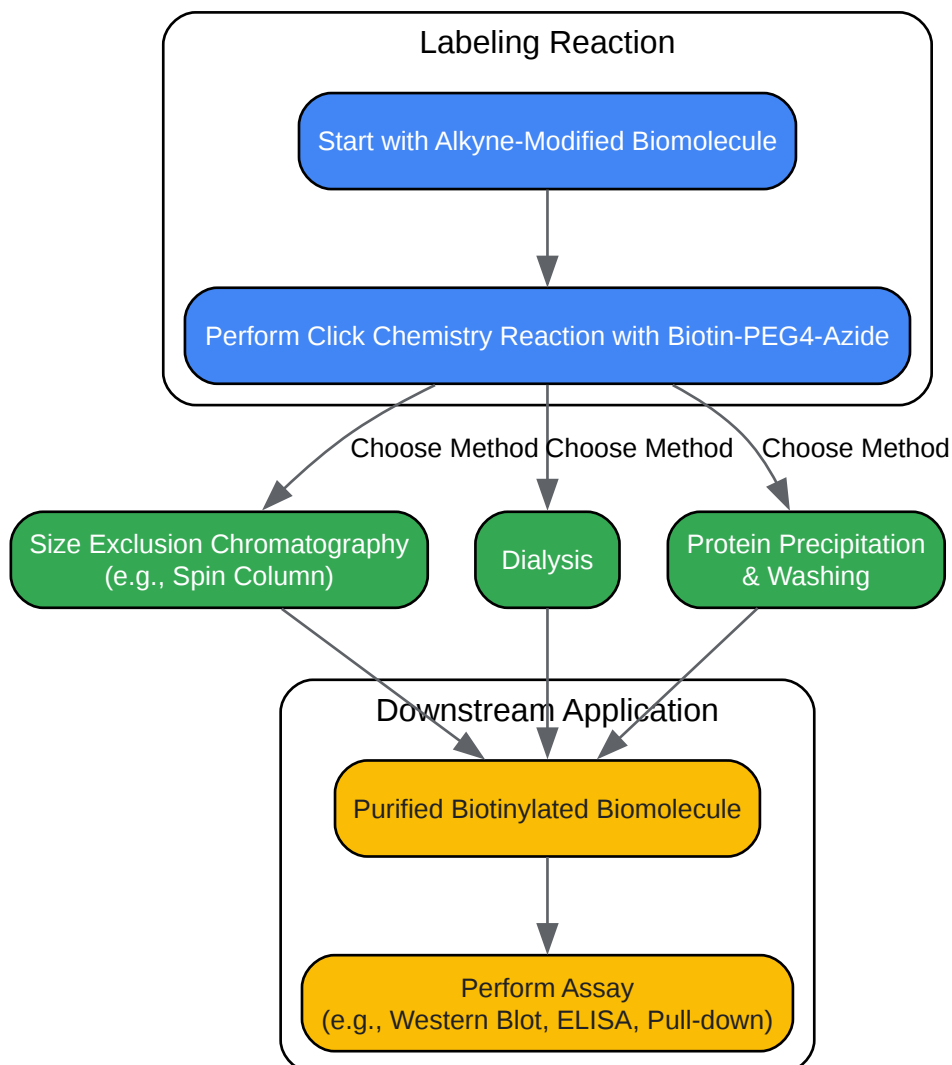 Labeling Reaction
Start with Alkyne-Modified Biomolecule
Perform Click Chemistry Reaction with Biotin-PEG4-Azide
Choose Method
Choose Method
Choose Method
Size Exclusion Chromatography
(e.g., Spin Column)
Dialysis
Protein Precipitation
& Washing
Downstream Application
Purified Biotinylated Biomolecule
Perform Assay
(e.g., Western Blot, ELISA, Pull-down)